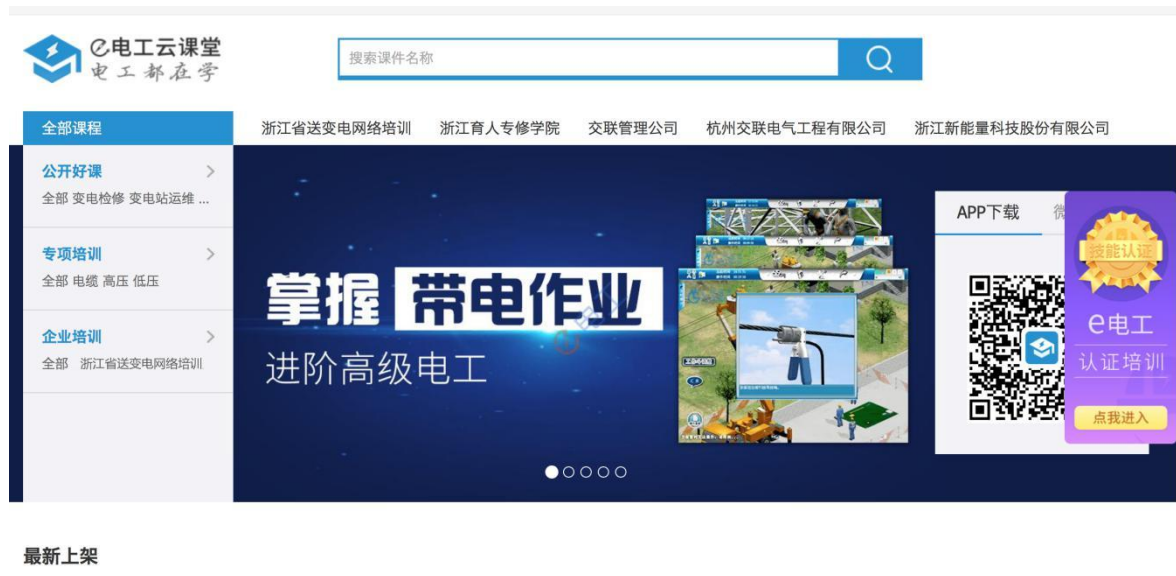 e电工云课堂
电工都在学
搜索课件名称
全部课程
浙江省送变电网络培训 浙江育人专修学院 交联管理公司 杭州交联电气工程有限公司 浙江新能量科技股份有限公司
公开好课 >
全部 变电检修 变电站运维 ...
专项培训 >
全部 电缆 高压 低压
企业培训 >
全部 浙江省送变电网络培训
掌握 带电作业
进阶高级电工
APP下载 微
技能认证
e电工
认证培训
点我进入
最新上架